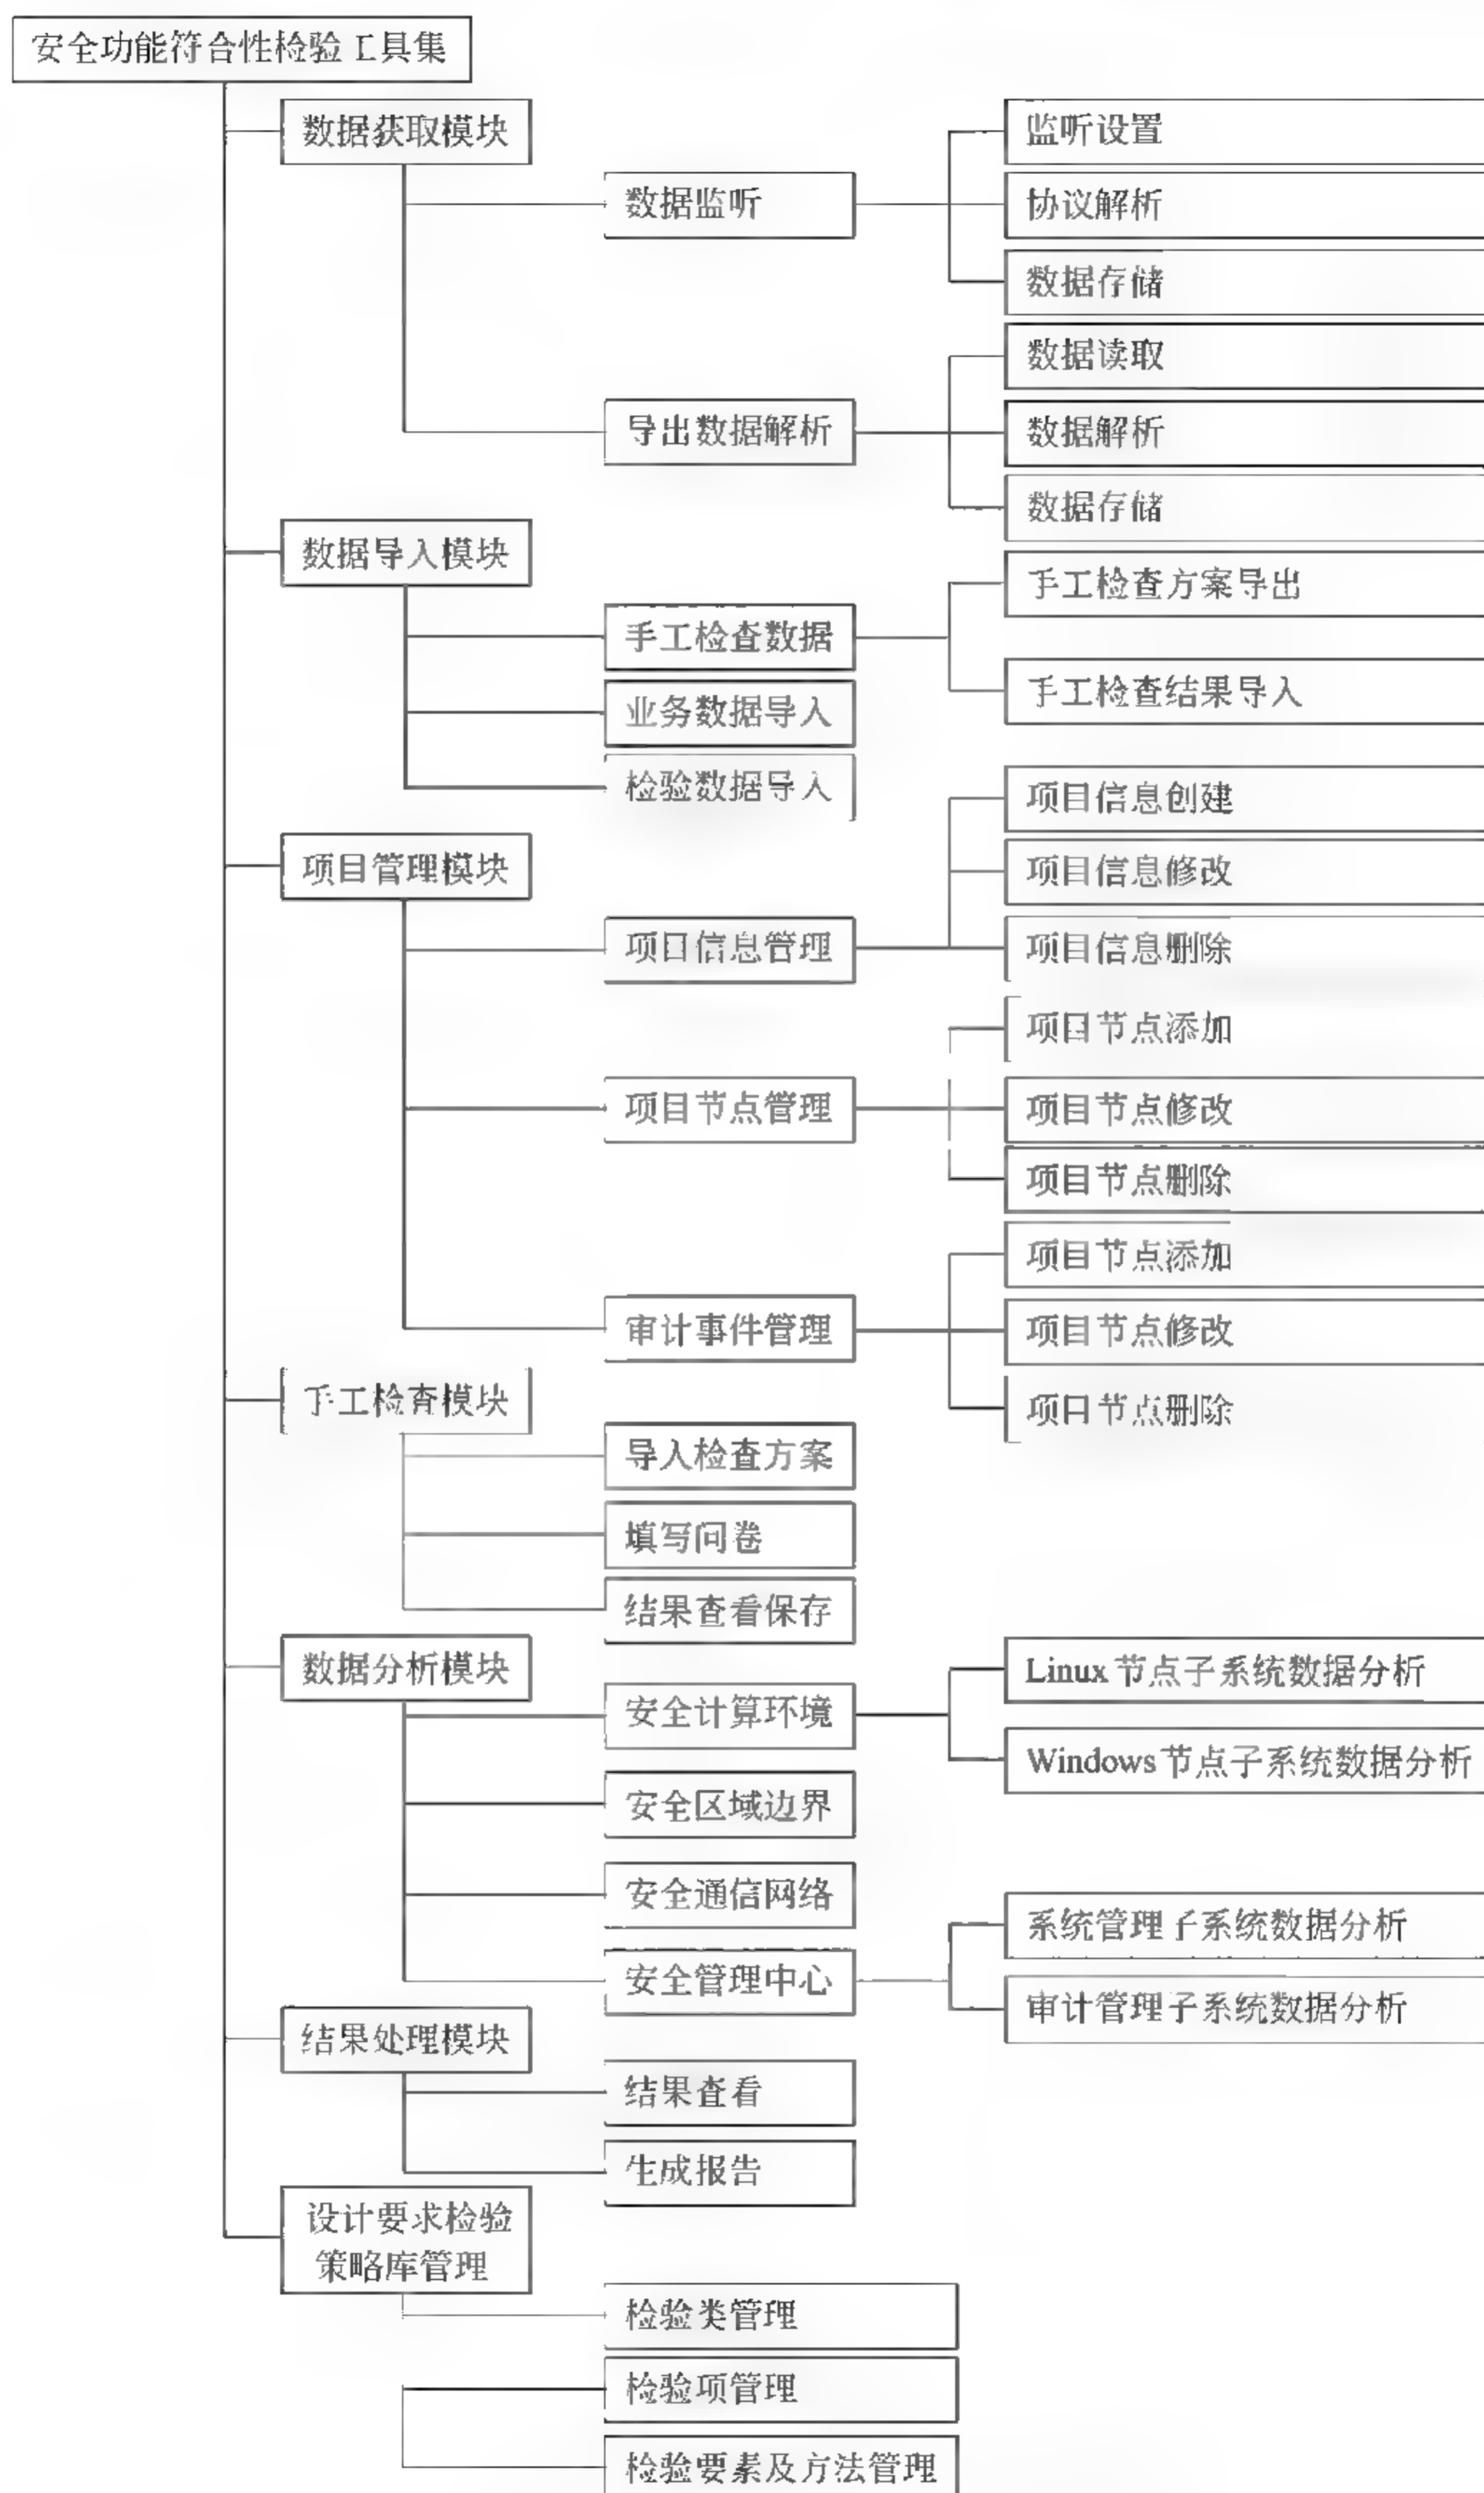 安全功能符合性检验工具集
数据获取模块
数据监听
监听设置
协议解析
数据存储
导出数据解析
数据读取
数据解析
数据存储
数据导入模块
手工检查数据
手工检查方案导出
手工检查结果导入
业务数据导入
检验数据导入
项目管理模块
项目信息管理
项目信息创建
项目信息修改
项目信息删除
项目节点管理
项目节点添加
项目节点修改
项目节点删除
审计事件管理
项目节点添加
项目节点修改
项目节点删除
手工检查模块
导入检查方案
填写问卷
结果查看保存
数据分析模块
安全计算环境
Linux节点子系统数据分析
Windows节点子系统数据分析
安全区域边界
安全通信网络
安全管理中心
系统管理子系统数据分析
审计管理子系统数据分析
结果处理模块
结果查看
生成报告
设计要求检验
策略库管理
检验类管理
检验项管理
检验要素及方法管理